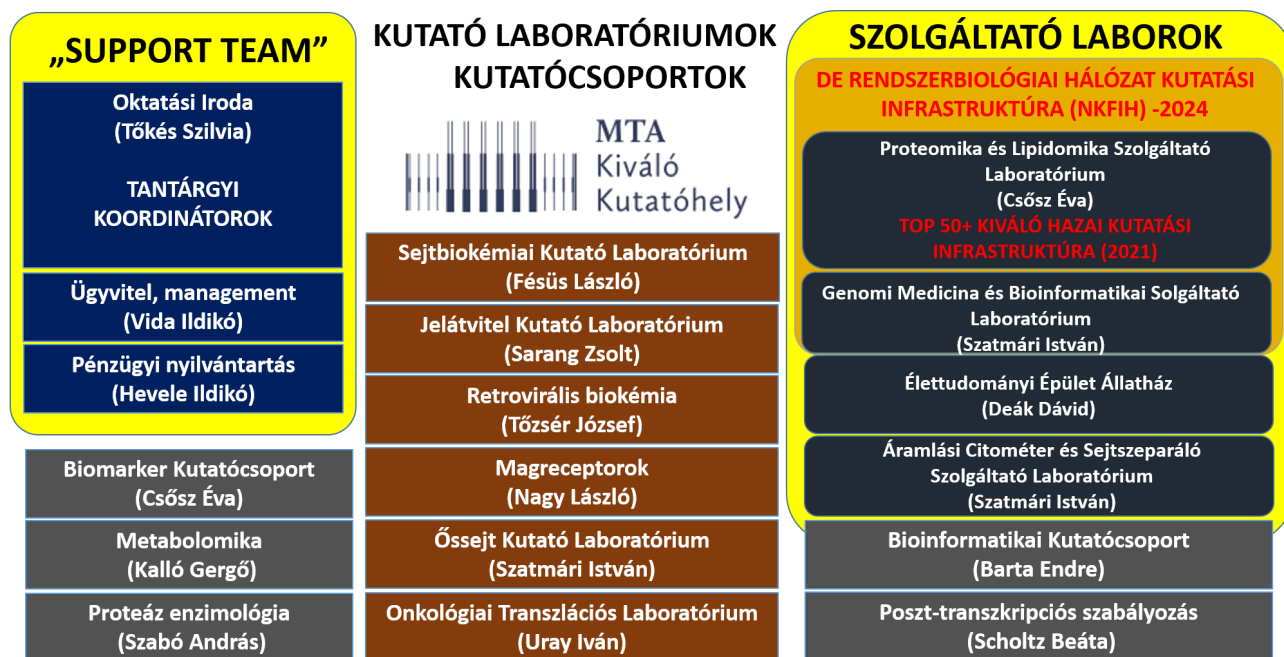 „SUPPORT TEAM”
Oktatási Iroda
(Tőkés Szilvia)
TANTÁRGYI
KOORDINÁTOROK
Ügyvitel, management
(Vida Ildikó)
Pénzügyi nyilvántartás
(Hevele Ildikó)
Biomarker Kutatócsoport
(Csősz Éva)
Metabolomika
(Kalló Gergő)
Proteáz enzimológia
(Szabó András)
KUTATÓ LABORATÓRIUMOK
KUTATÓCSOPORTOK
MTA
Kiváló
Kutatóhely
Sejtbiokémiai Kutató Laboratórium
(Fésüs László)
Jelátvitel Kutató Laboratórium
(Sarang Zsolt)
Retrovirális biokémia
(Tőzsér József)
Magreceptorok
(Nagy László)
Őssejt Kutató Laboratórium
(Szatmári István)
Onkológiai Transzlációs Laboratórium
(Uray Iván)
SZOLGÁLTATÓ LABOROK
DE RENDSZERBIOLÓGIAI HÁLÓZAT KUTATÁSI
INFRASTRUKTÚRA (NKFIH) -2024
Proteomika és Lipidomika Szolgáltató
Laboratórium
(Csősz Éva)
TOP 50+ KIVÁLÓ HAZAI KUTATÁSI
INFRASTRUKTÚRA (2021)
Genomi Medicina és Bioinformatikai Solgáltató
Laboratórium
(Szatmári István)
Élettudományi Épület Állatház
(Deák Dávid)
Áramlási Citométer és Sejtszeparáló
Szolgáltató Laboratórium
(Szatmári István)
Bioinformatikai Kutatócsoport
(Barta Endre)
Poszt-transzkripciós szabályozás
(Scholtz Beáta)